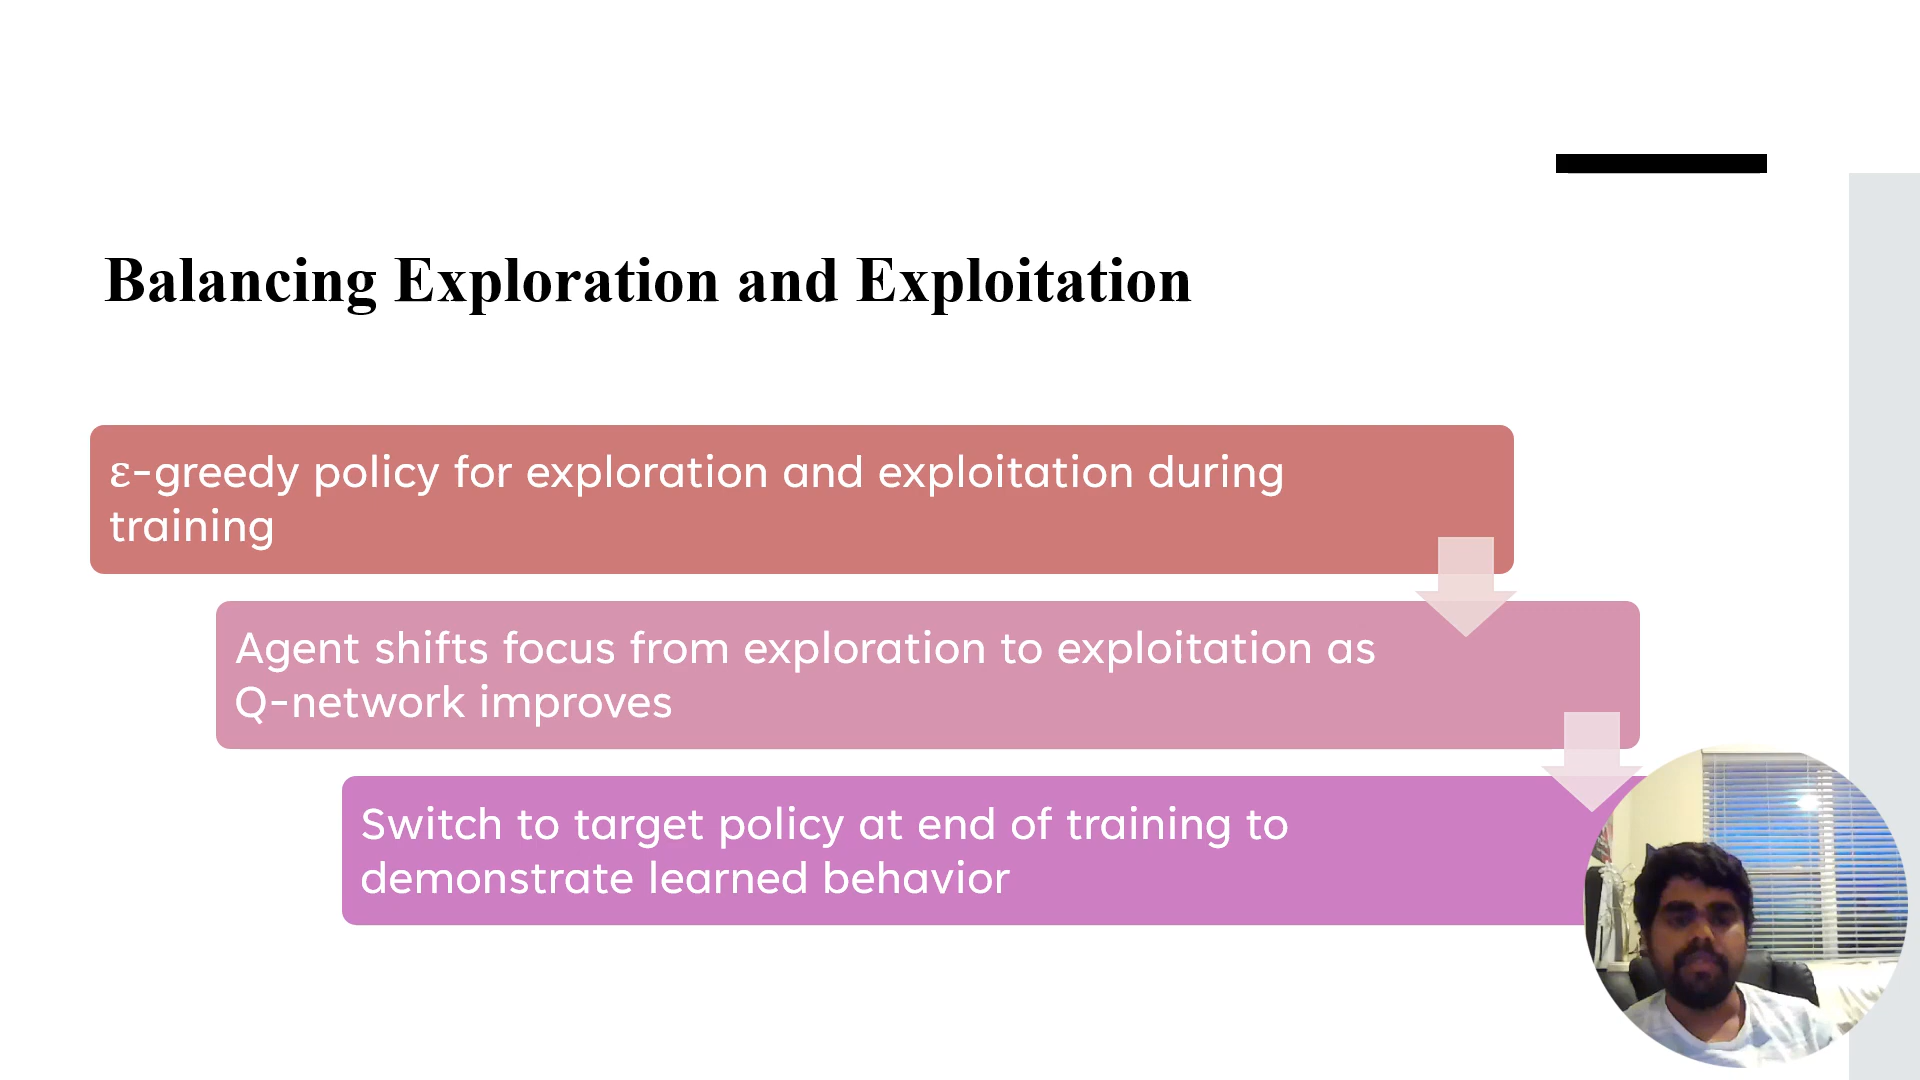 Balancing Exploration and Exploitation
ε-greedy policy for exploration and exploitation during
training
Agent shifts focus from exploration to exploitation as
Q-network improves
Switch to target policy at end of training to
demonstrate learned behavior